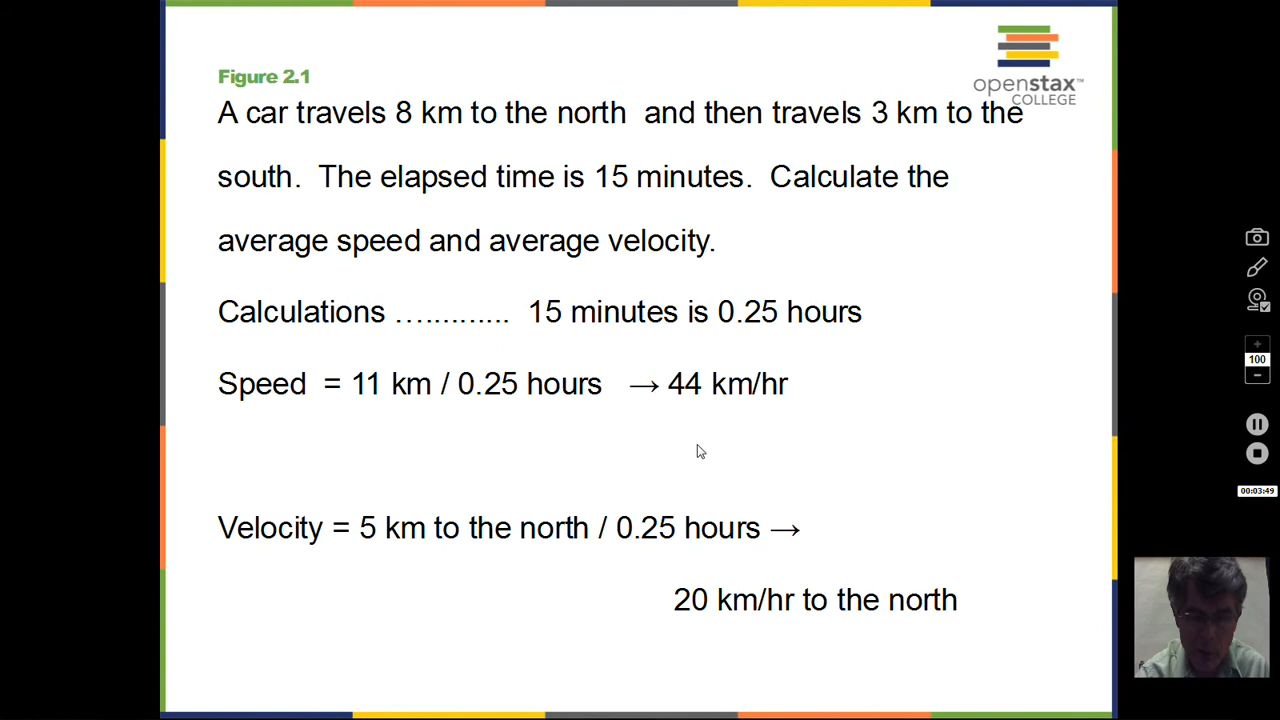 Figure 2.1
openstax™
COLLEGE
A car travels 8 km to the north and then travels 3 km to the
south. The elapsed time is 15 minutes. Calculate the
average speed and average velocity.
Calculations ….......... 15 minutes is 0.25 hours
Speed = 11 km / 0.25 hours → 44 km/hr
Velocity = 5 km to the north / 0.25 hours →
20 km/hr to the north
+
100
−
00:03:49